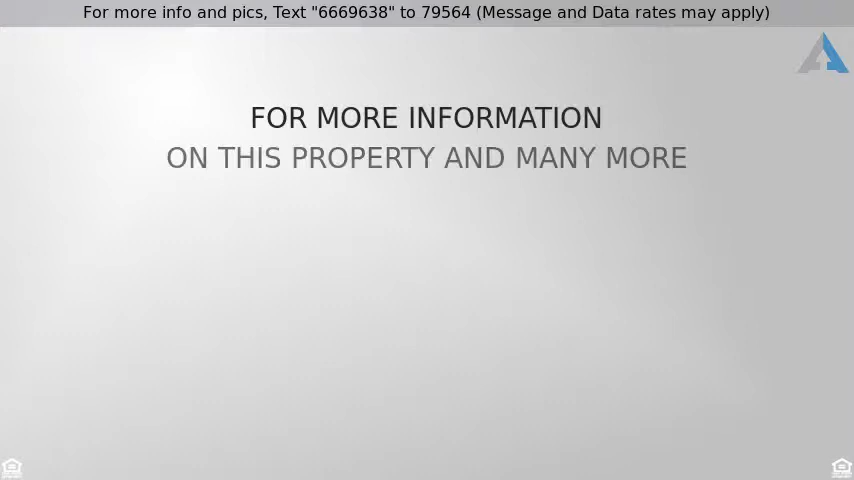 For more info and pics, Text "6669638" to 79564 (Message and Data rates may apply)
FOR MORE INFORMATION
ON THIS PROPERTY AND MANY MORE